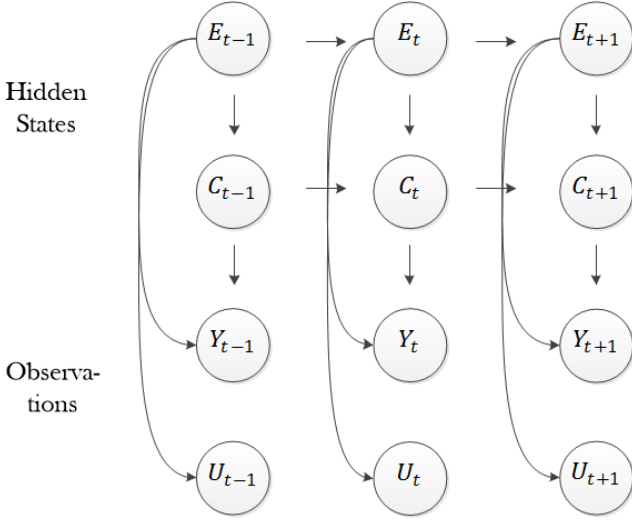 E_{t−1} E_t E_{t+1}
Hidden
States
C_{t−1} C_t C_{t+1}
Y_{t−1} Y_t Y_{t+1}
Observa-
tions
U_{t−1} U_t U_{t+1}